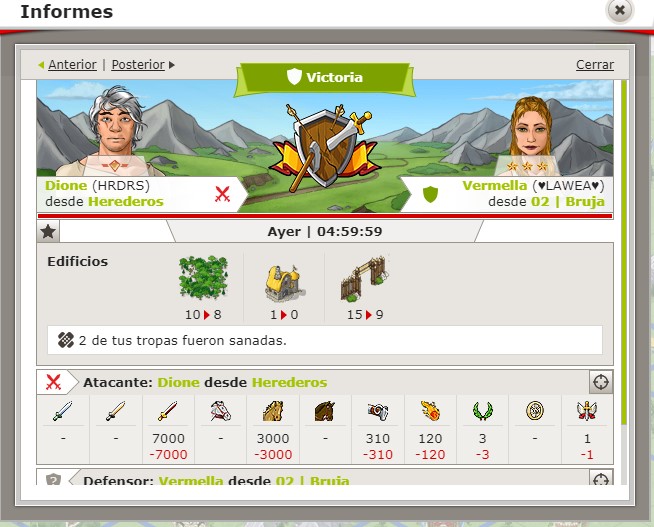 Informes
Anterior | Posterior
Victoria
Cerrar
Dione (HRDRS)
desde Herederos
Vermella (♥LAWEA♥)
desde 02 | Bruja
Ayer | 04:59:59
Edificios
10 8
1 0
15 9
2 de tus tropas fueron sanadas.
Atacante: Dione desde Herederos
- - 7000 - 3000 - 310 120 3 - 1
-7000 -3000 -310 -120 -3 -1
Defensor: Vermella desde 02 | Bruja